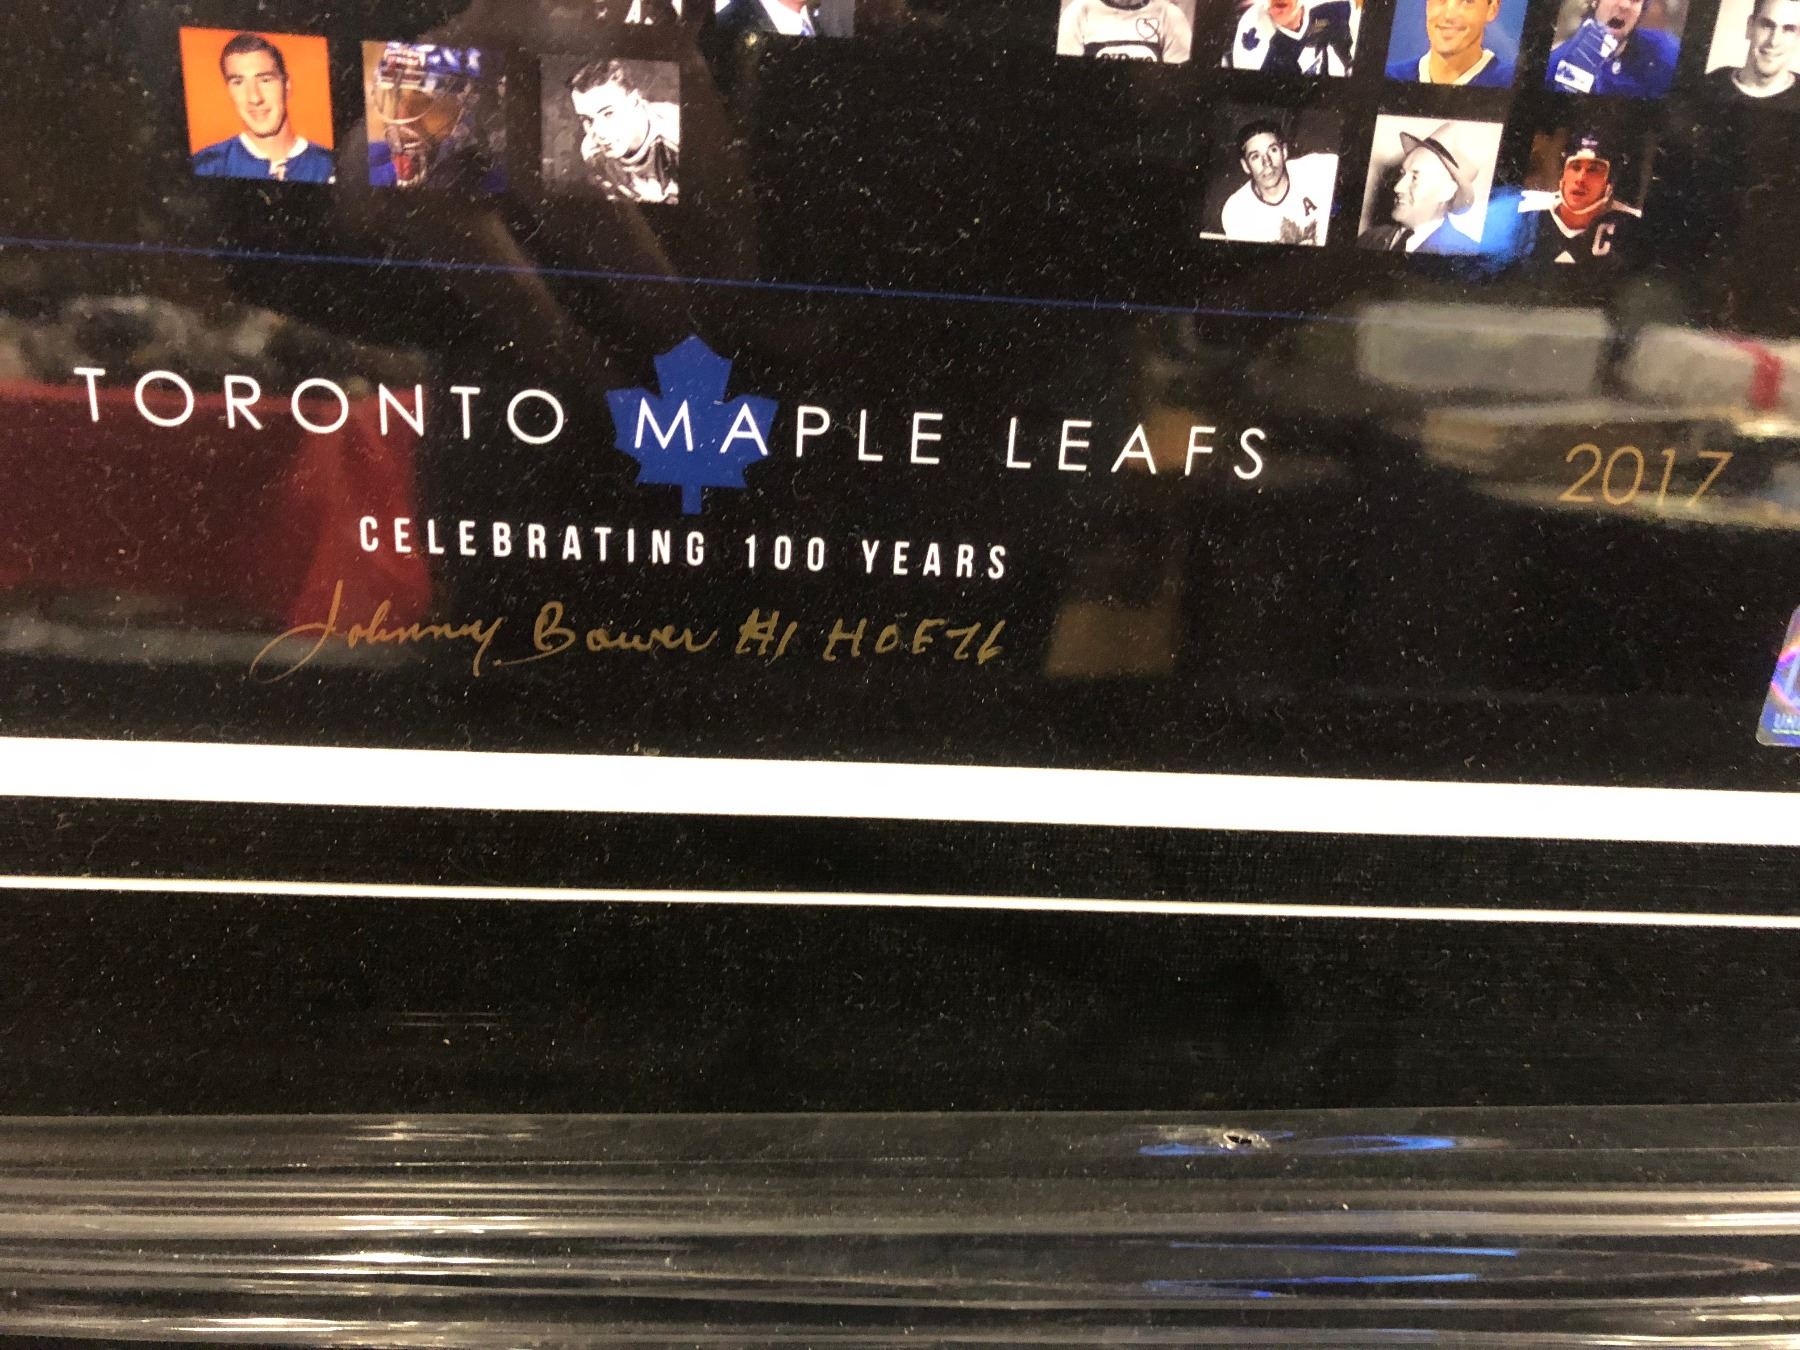 A
C
TORONTO MAPLE LEAFS
2017
CELEBRATING 100 YEARS
Johnny Bower #1 HOF 76